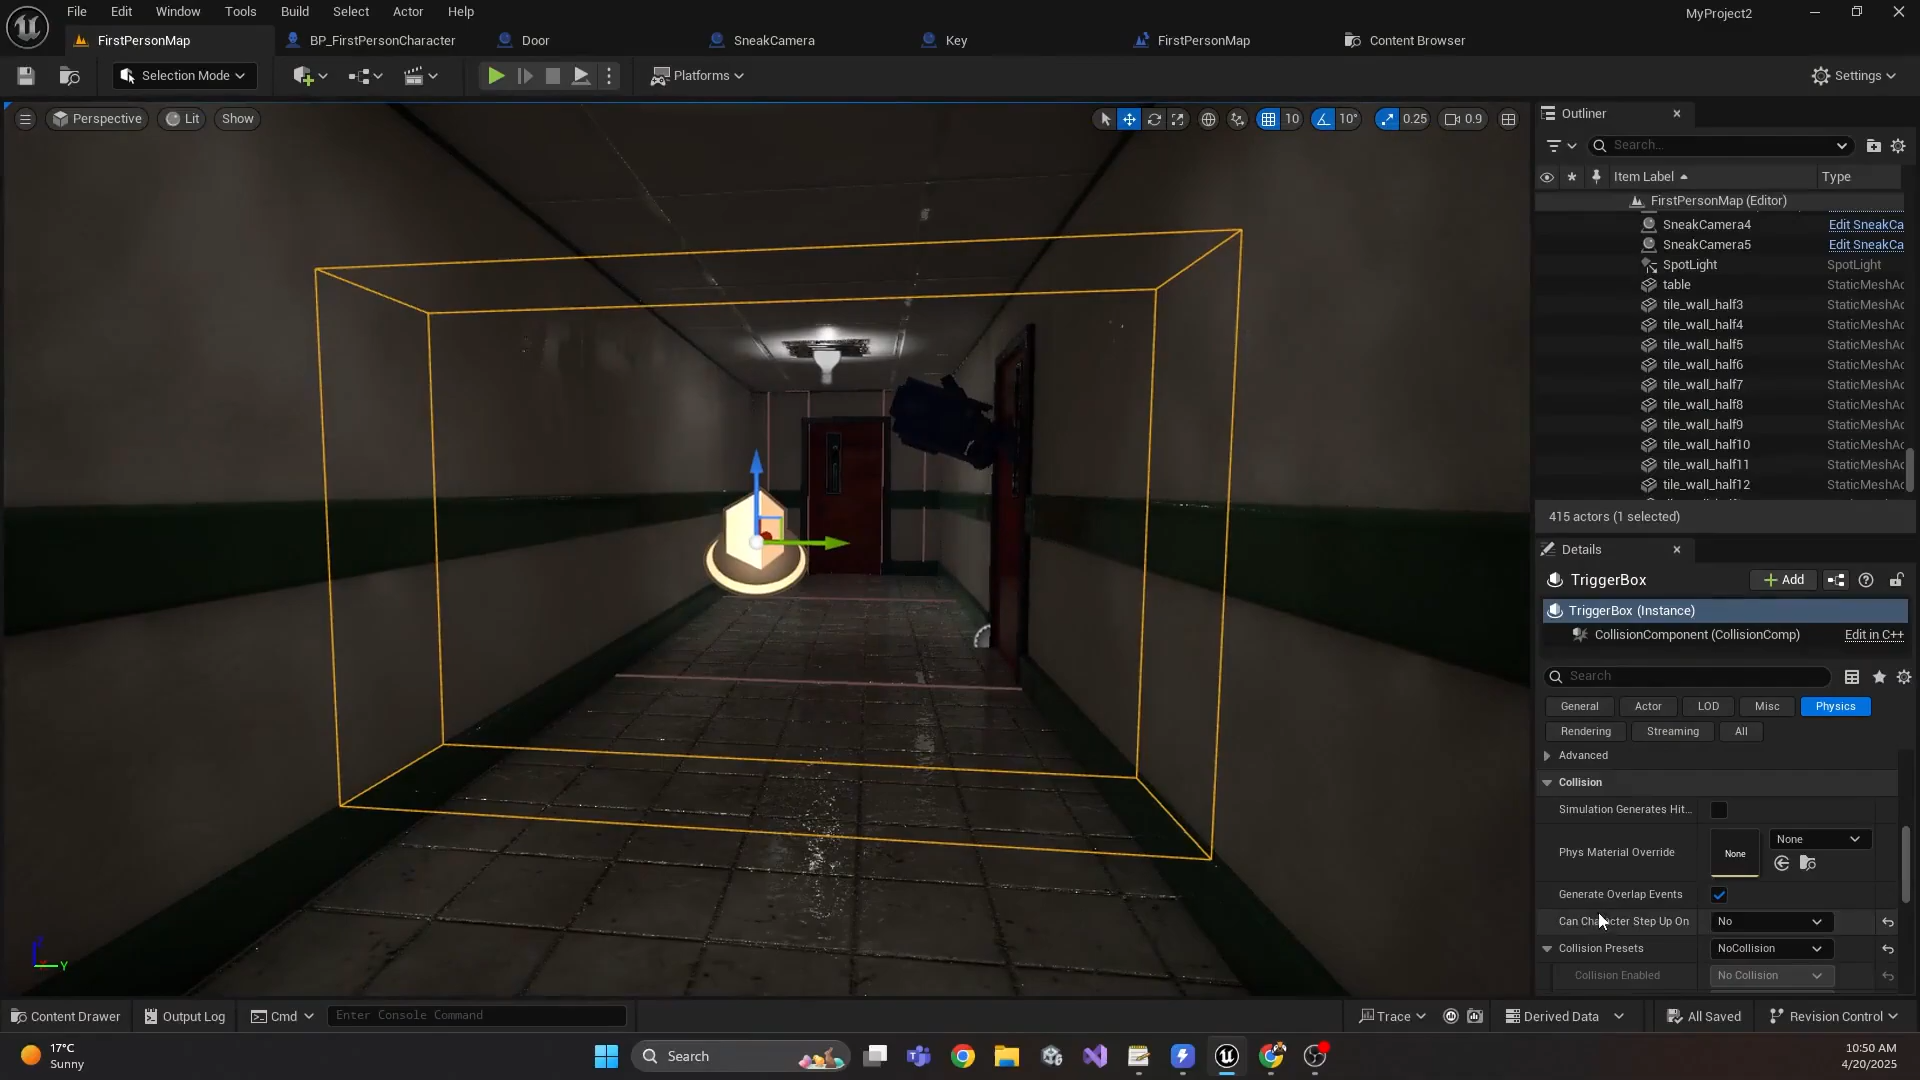 File Edit Window Tools Build Select Actor Help
MyProject2
FirstPersonMap
BP_FirstPersonCharacter
Door
SneakCamera
Key
FirstPersonMap
Content Browser
Selection Mode
Platforms
Settings
Perspective
Lit
Show
10
10°
0.25
0.9
Outliner
Search...
Item Label
Type
FirstPersonMap (Editor)
SneakCamera4 Edit SneakCa
SneakCamera5 Edit SneakCa
SpotLight SpotLight
table StaticMeshAc
tile_wall_half3 StaticMeshAc
tile_wall_half4 StaticMeshAc
tile_wall_half5 StaticMeshAc
tile_wall_half6 StaticMeshAc
tile_wall_half7 StaticMeshAc
tile_wall_half8 StaticMeshAc
tile_wall_half9 StaticMeshAc
tile_wall_half10 StaticMeshAc
tile_wall_half11 StaticMeshAc
tile_wall_half12 StaticMeshAc
415 actors (1 selected)
Details
TriggerBox
Add
TriggerBox (Instance)
CollisionComponent (CollisionComp) Edit in C++
Search
General Actor LOD Misc Physics
Rendering Streaming All
Advanced
Collision
Simulation Generates Hit...
Phys Material Override None None
Generate Overlap Events
Can Character Step Up On No
Collision Presets NoCollision
Collision Enabled No Collision
Z
Y
Content Drawer
Output Log
Cmd
Enter Console Command
Trace
Derived Data
All Saved
Revision Control
17°C
Sunny
Search
10:50 AM
4/20/2025